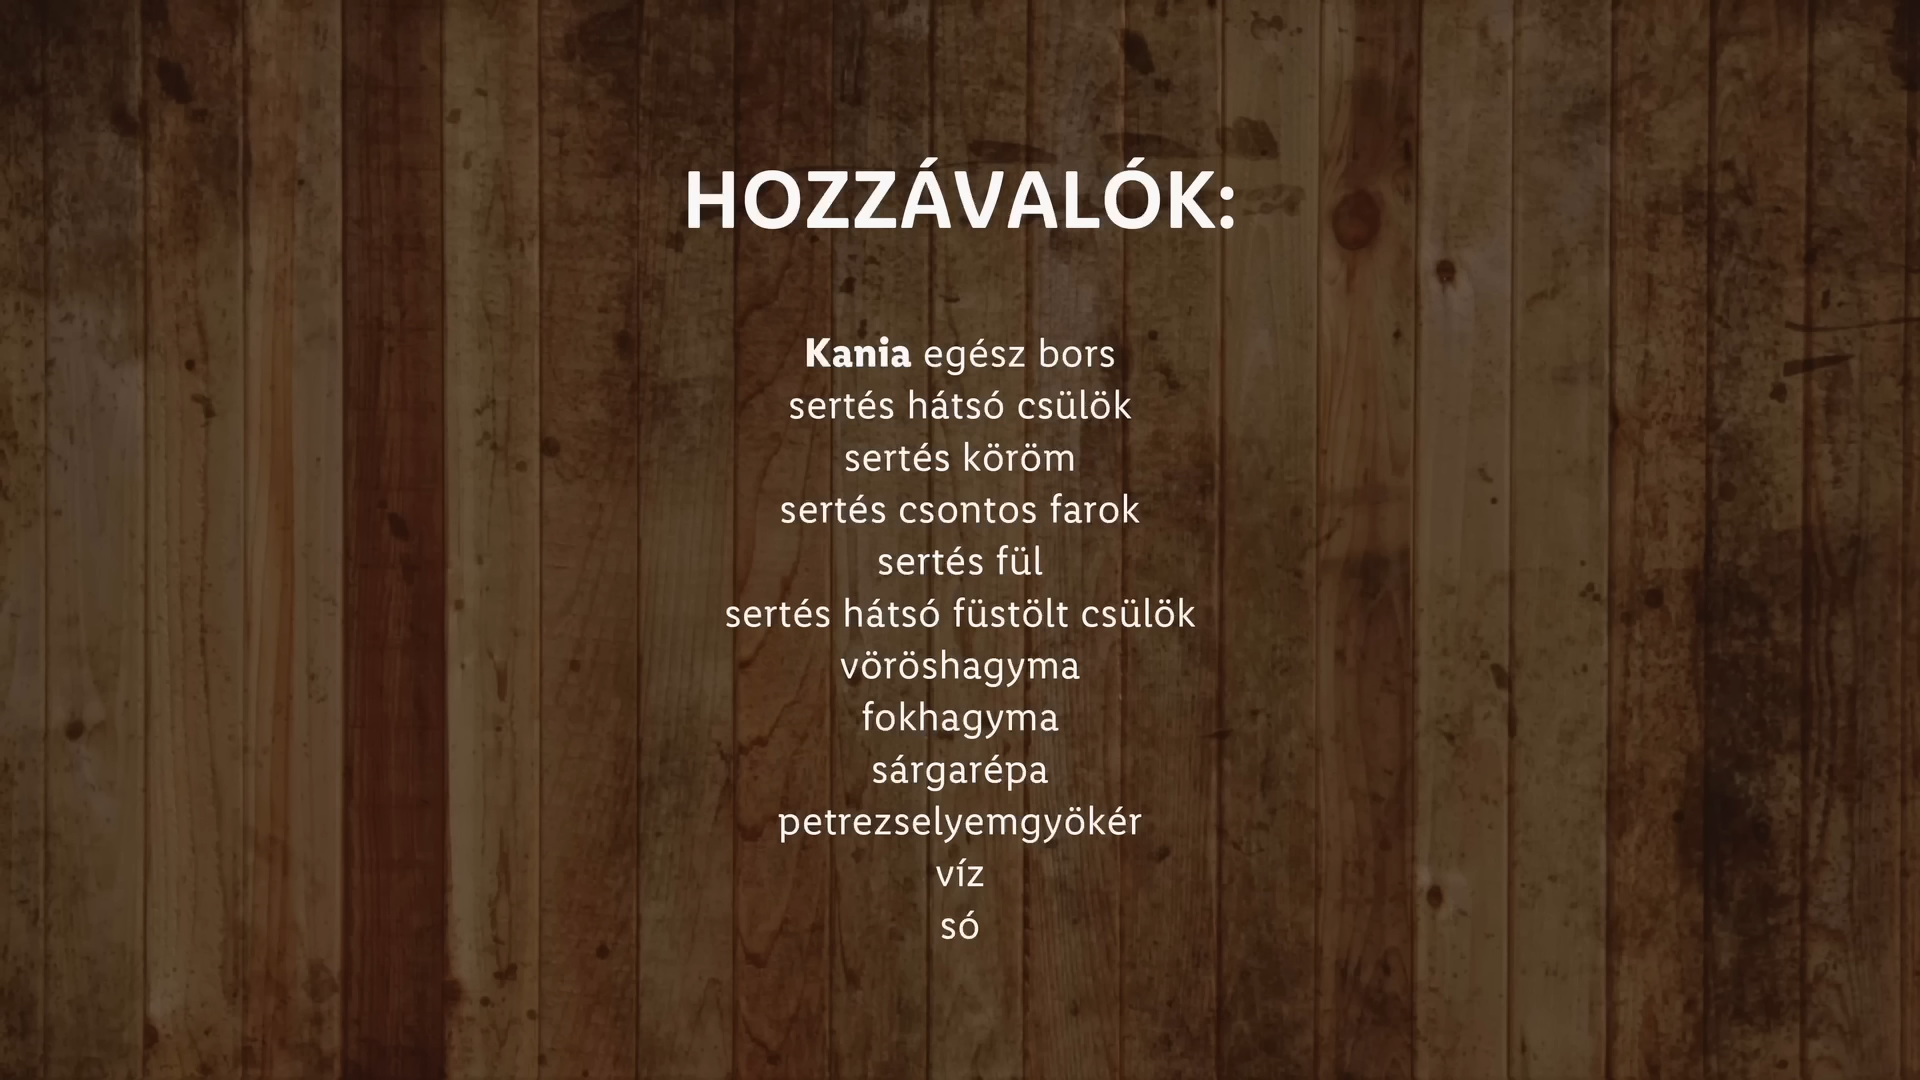 HOZZÁVALÓK:
Kania egész bors
sertés hátsó csülök
sertés köröm
sertés csontos farok
sertés fül
sertés hátsó füstölt csülök
vöröshagyma
fokhagyma
sárgarépa
petrezselyemgyökér
víz
só